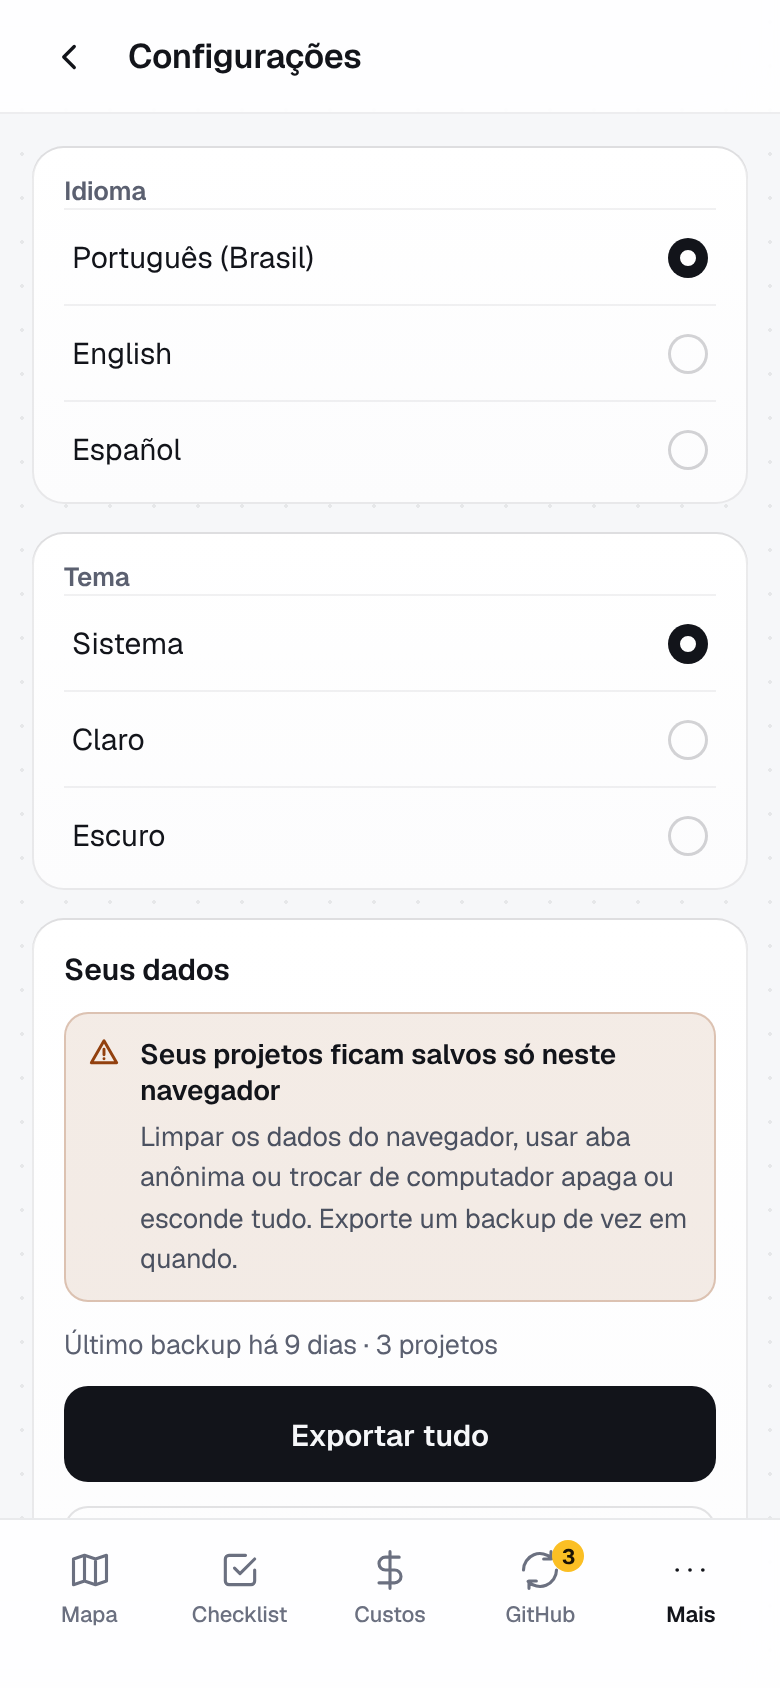 Configurações
Idioma
Português (Brasil)
English
Español
Tema
Sistema
Claro
Escuro
Seus dados
Seus projetos ficam salvos só neste
navegador
Limpar os dados do navegador, usar aba
anônima ou trocar de computador apaga ou
esconde tudo. Exporte um backup de vez em
quando.
Último backup há 9 dias · 3 projetos
Exportar tudo
3
Mapa
Checklist
Custos
GitHub
Mais